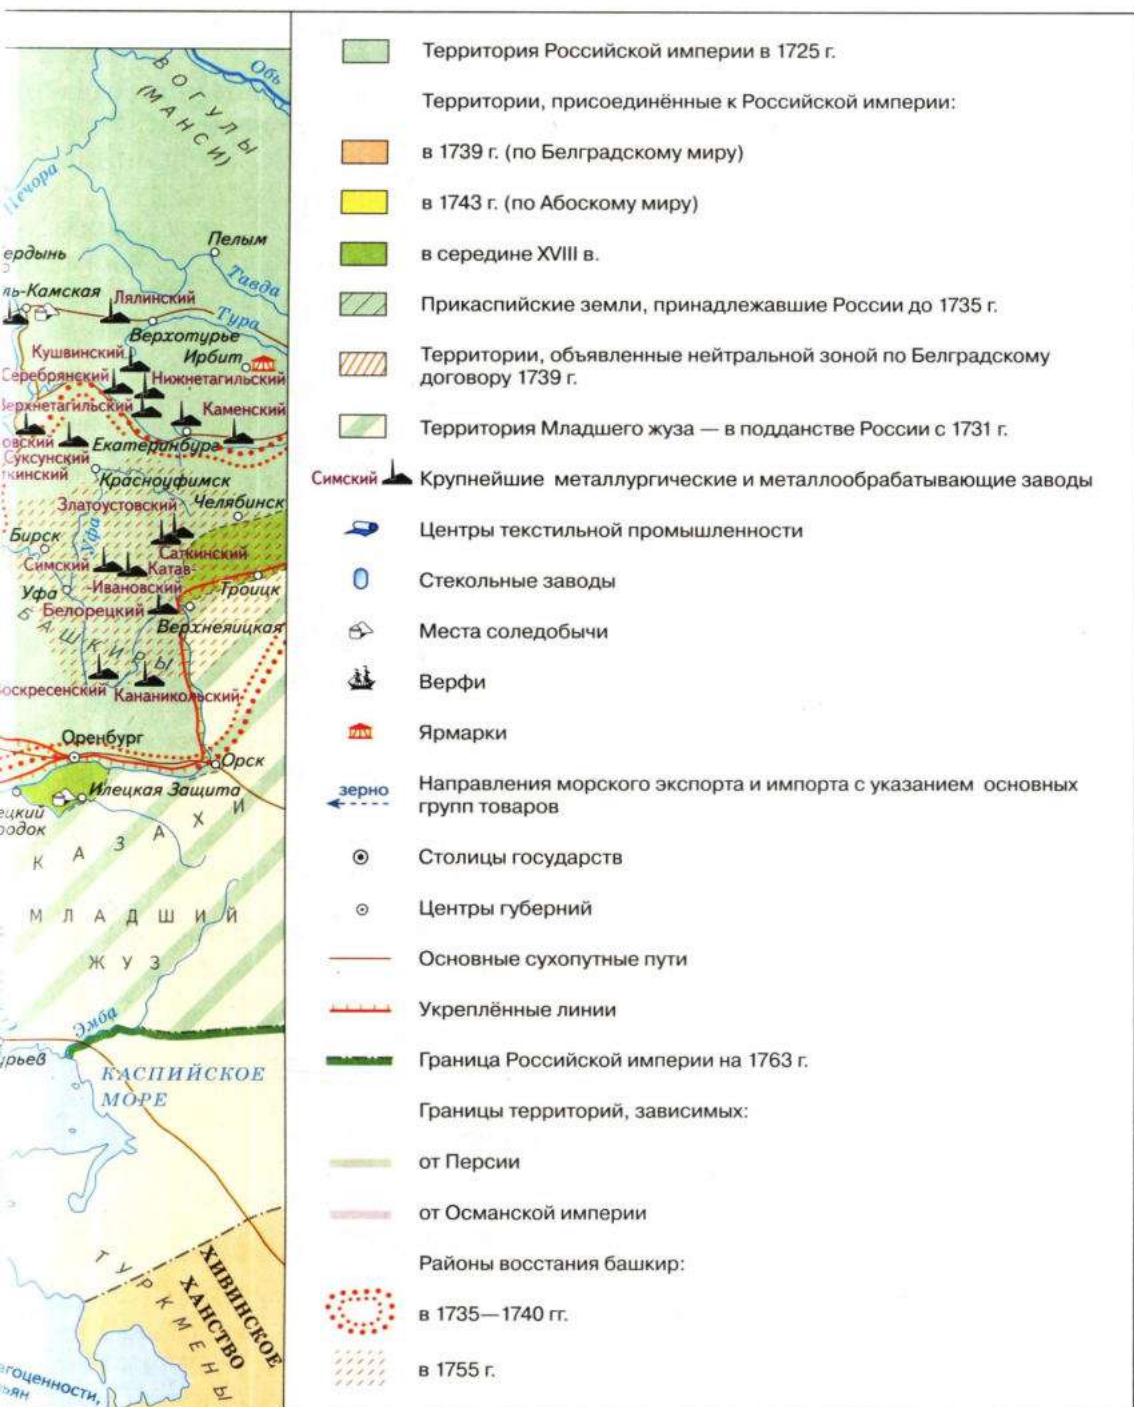 Обь
ВОГУЛЫ
(МАНСИ)
Печора
Пелым
Тавда
Лялинский
Тура
Верхотурье
Кушвинский
Ирбит
Серебрянский
Нижнетагильский
Каменский
Екатеринбург
Суксунский
Красноуфимск
Златоустовский
Челябинск
Бирск
Уфа
Саткинский
Симский
Катав-
-Ивановский
Уфа
Троицк
Белорецкий
БАШКИРЫ
Верхнеяицкая
Кананикольский
Оренбург
Орск
Илецкая Защита
КАЗАХИ
МЛАДШИЙ
ЖУЗ
Эмба
КАСПИЙСКОЕ
МОРЕ
ТУРКМЕНЫ
ХИВИНСКОЕ
ХАНСТВО
Территория Российской империи в 1725 г.
Территории, присоединённые к Российской империи:
в 1739 г. (по Белградскому миру)
в 1743 г. (по Абоскому миру)
в середине XVIII в.
Прикаспийские земли, принадлежавшие России до 1735 г.
Территории, объявленные нейтральной зоной по Белградскому
договору 1739 г.
Территория Младшего жуза — в подданстве России с 1731 г.
Симский Крупнейшие металлургические и металлообрабатывающие заводы
Центры текстильной промышленности
Стекольные заводы
Места соледобычи
Верфи
Ярмарки
зерно Направления морского экспорта и импорта с указанием основных
групп товаров
Столицы государств
Центры губерний
Основные сухопутные пути
Укреплённые линии
Граница Российской империи на 1763 г.
Границы территорий, зависимых:
от Персии
от Османской империи
Районы восстания башкир:
в 1735—1740 гг.
в 1755 г.